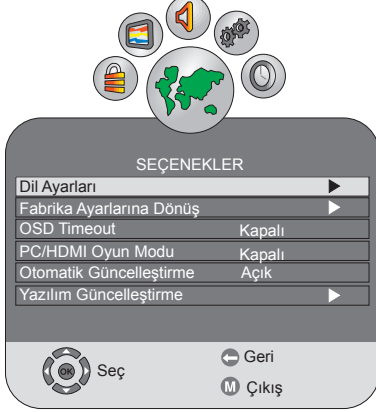 SEÇENEKLER
Dil Ayarları
Fabrika Ayarlarına Dönüş
OSD Timeout Kapalı
PC/HDMI Oyun Modu Kapalı
Otomatik Güncelleştirme Açık
Yazılım Güncelleştirme
OK Seç
Geri
M Çıkış